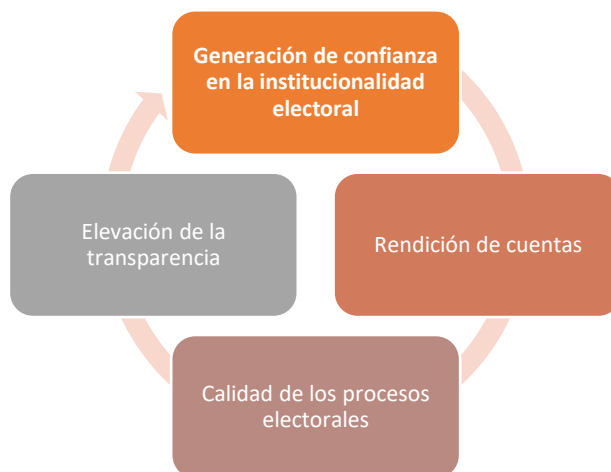 Generación de confianza
en la institucionalidad
electoral
Rendición de cuentas
Calidad de los procesos
electorales
Elevación de la
transparencia